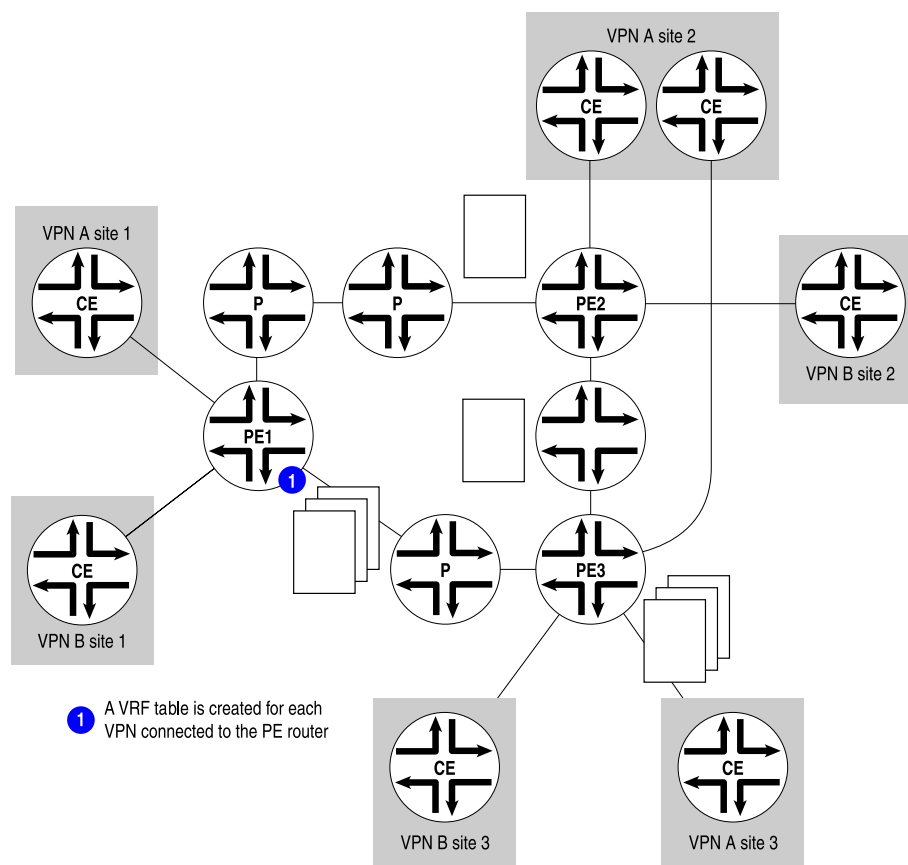 VPN A site 2
CE
CE
VPN A site 1
CE
P
P
PE2
CE
VPN B site 2
PE1
1
CE
VPN B site 1
P
PE3
1
A VRF table is created for each
VPN connected to the PE router
CE
VPN B site 3
CE
VPN A site 3